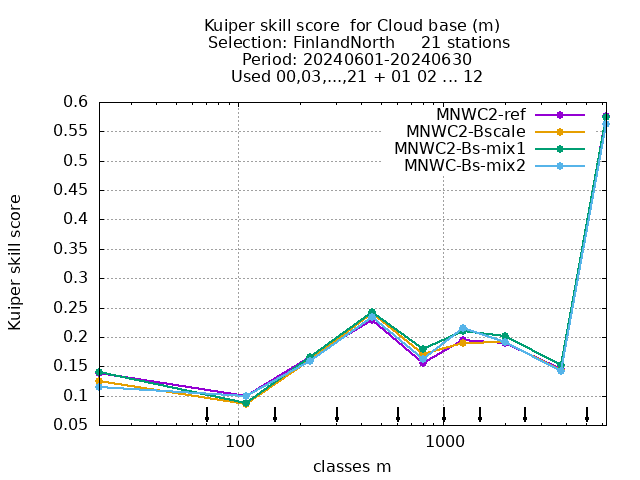 Kuiper skill score  for Cloud base (m)
Selection: FinlandNorth     21 stations
Period: 20240601-20240630
Used 00,03,...,21 + 01 02 ... 12
MNWC2-ref
MNWC2-Bscale
MNWC2-Bs-mix1
MNWC-Bs-mix2
Kuiper skill score
0.6
0.55
0.5
0.45
0.4
0.35
0.3
0.25
0.2
0.15
0.1
0.05
100
1000
classes m